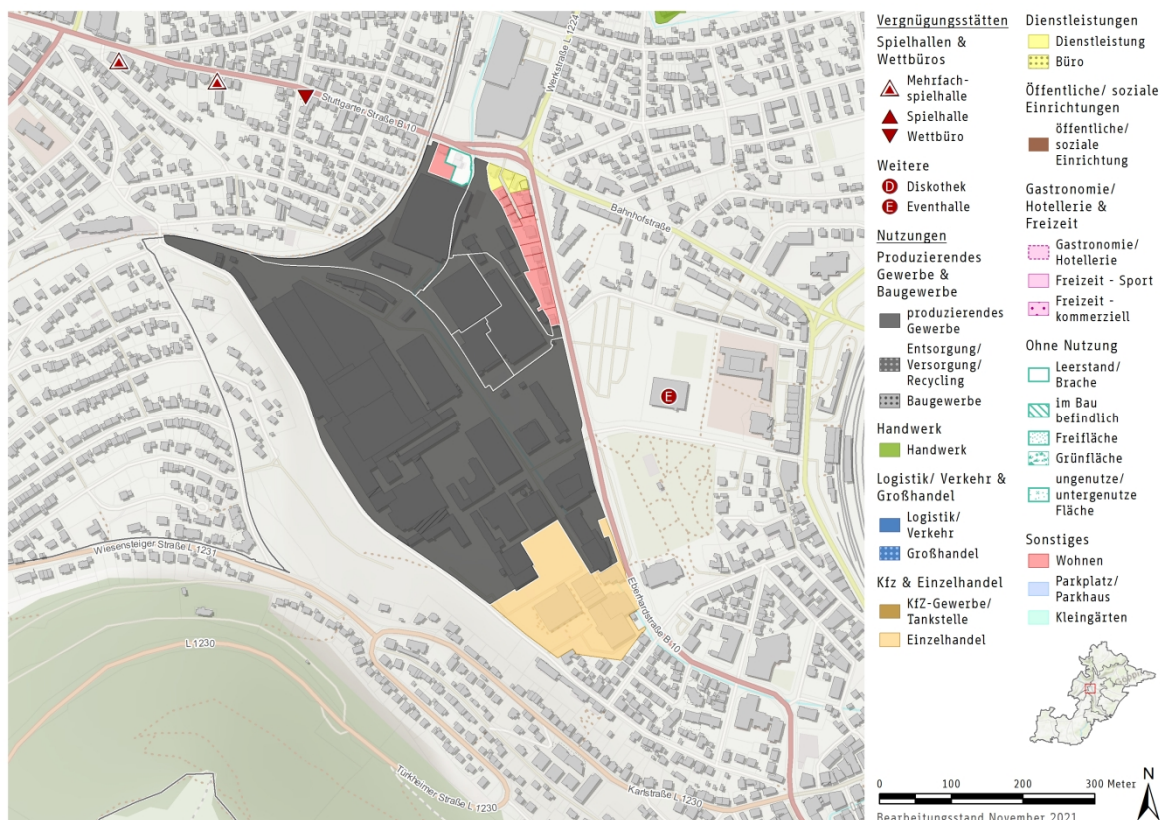 Werkstraße L 1224
Stuttgarter Straße B 10
Bahnhofstraße
E
Wiesensteiger Straße L 1231
Eberhardstraße B 10
L 1230
Türkheimer Straße L 1230
Karlstraße L 1230
Vergnügungsstätten
Spielhallen &
Wettbüros
Mehrfach-
spielhalle
Spielhalle
Wettbüro
Weitere
D Diskothek
E Eventhalle
Nutzungen
Produzierendes
Gewerbe &
Baugewerbe
produzierendes
Gewerbe
Entsorgung/
Versorgung/
Recycling
Baugewerbe
Handwerk
Handwerk
Logistik/ Verkehr &
Großhandel
Logistik/
Verkehr
Großhandel
Kfz & Einzelhandel
KfZ-Gewerbe/
Tankstelle
Einzelhandel
Dienstleistungen
Dienstleistung
Büro
Öffentliche/ soziale
Einrichtungen
öffentliche/
soziale
Einrichtung
Gastronomie/
Hotellerie &
Freizeit
Gastronomie/
Hotellerie
Freizeit - Sport
Freizeit -
kommerziell
Ohne Nutzung
Leerstand/
Brache
im Bau
befindlich
Freifläche
Grünfläche
ungenutze/
untergenutze
Fläche
Sonstiges
Wohnen
Parkplatz/
Parkhaus
Kleingärten
0 100 200 300 Meter
N
Bearbeitungsstand November 2021